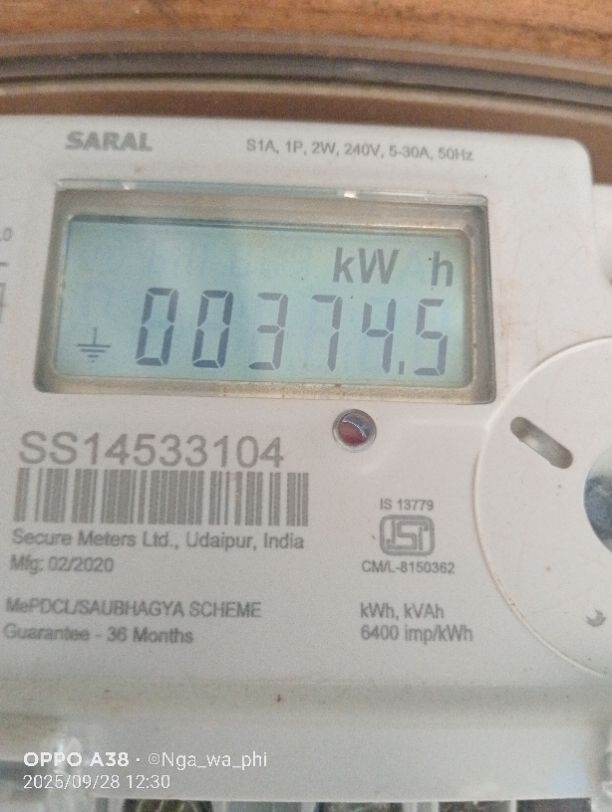 SARAL
S1A, 1P, 2W, 240V, 5-30A, 50Hz
kW h
00374.5
SS14533104
Secure Meters Ltd., Udaipur, India
Mfg: 02/2020
IS 13779
ISI
CM/L-8150362
MePDCL/SAUBHAGYA SCHEME
Guarantee - 36 Months
kWh, kVAh
6400 imp/kWh
OPPO A38 · ©Nga_wa_phi
2025/09/28 12:30